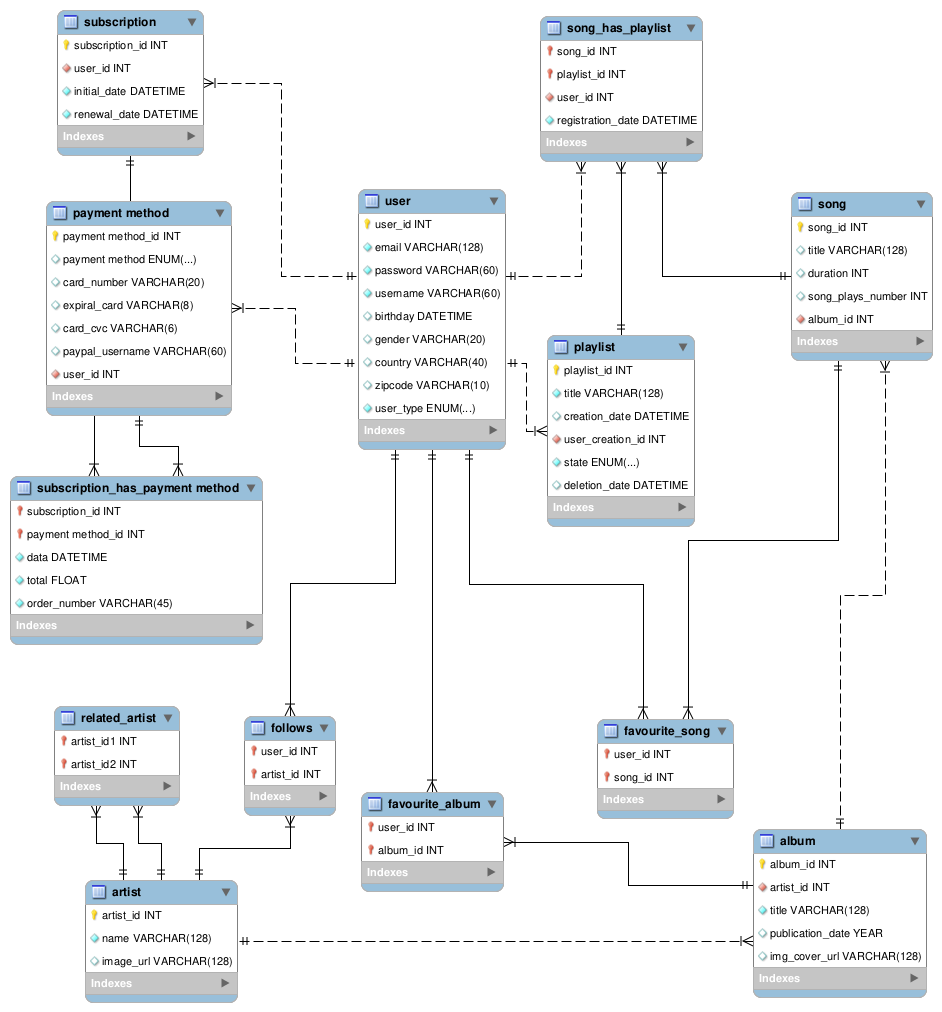 subscription
subscription_id INT
user_id INT
initial_date DATETIME
renewal_date DATETIME
Indexes
song_has_playlist
song_id INT
playlist_id INT
user_id INT
registration_date DATETIME
Indexes
payment method
payment method_id INT
payment method ENUM(...)
card_number VARCHAR(20)
expiral_card VARCHAR(8)
card_cvc VARCHAR(6)
paypal_username VARCHAR(60)
user_id INT
Indexes
user
user_id INT
email VARCHAR(128)
password VARCHAR(60)
username VARCHAR(60)
birthday DATETIME
gender VARCHAR(20)
country VARCHAR(40)
zipcode VARCHAR(10)
user_type ENUM(...)
Indexes
song
song_id INT
title VARCHAR(128)
duration INT
song_plays_number INT
album_id INT
Indexes
playlist
playlist_id INT
title VARCHAR(128)
creation_date DATETIME
user_creation_id INT
state ENUM(...)
deletion_date DATETIME
Indexes
subscription_has_payment method
subscription_id INT
payment method_id INT
data DATETIME
total FLOAT
order_number VARCHAR(45)
Indexes
related_artist
artist_id1 INT
artist_id2 INT
Indexes
follows
user_id INT
artist_id INT
Indexes
favourite_song
user_id INT
song_id INT
Indexes
favourite_album
user_id INT
album_id INT
Indexes
album
album_id INT
artist_id INT
title VARCHAR(128)
publication_date YEAR
img_cover_url VARCHAR(128)
Indexes
artist
artist_id INT
name VARCHAR(128)
image_url VARCHAR(128)
Indexes